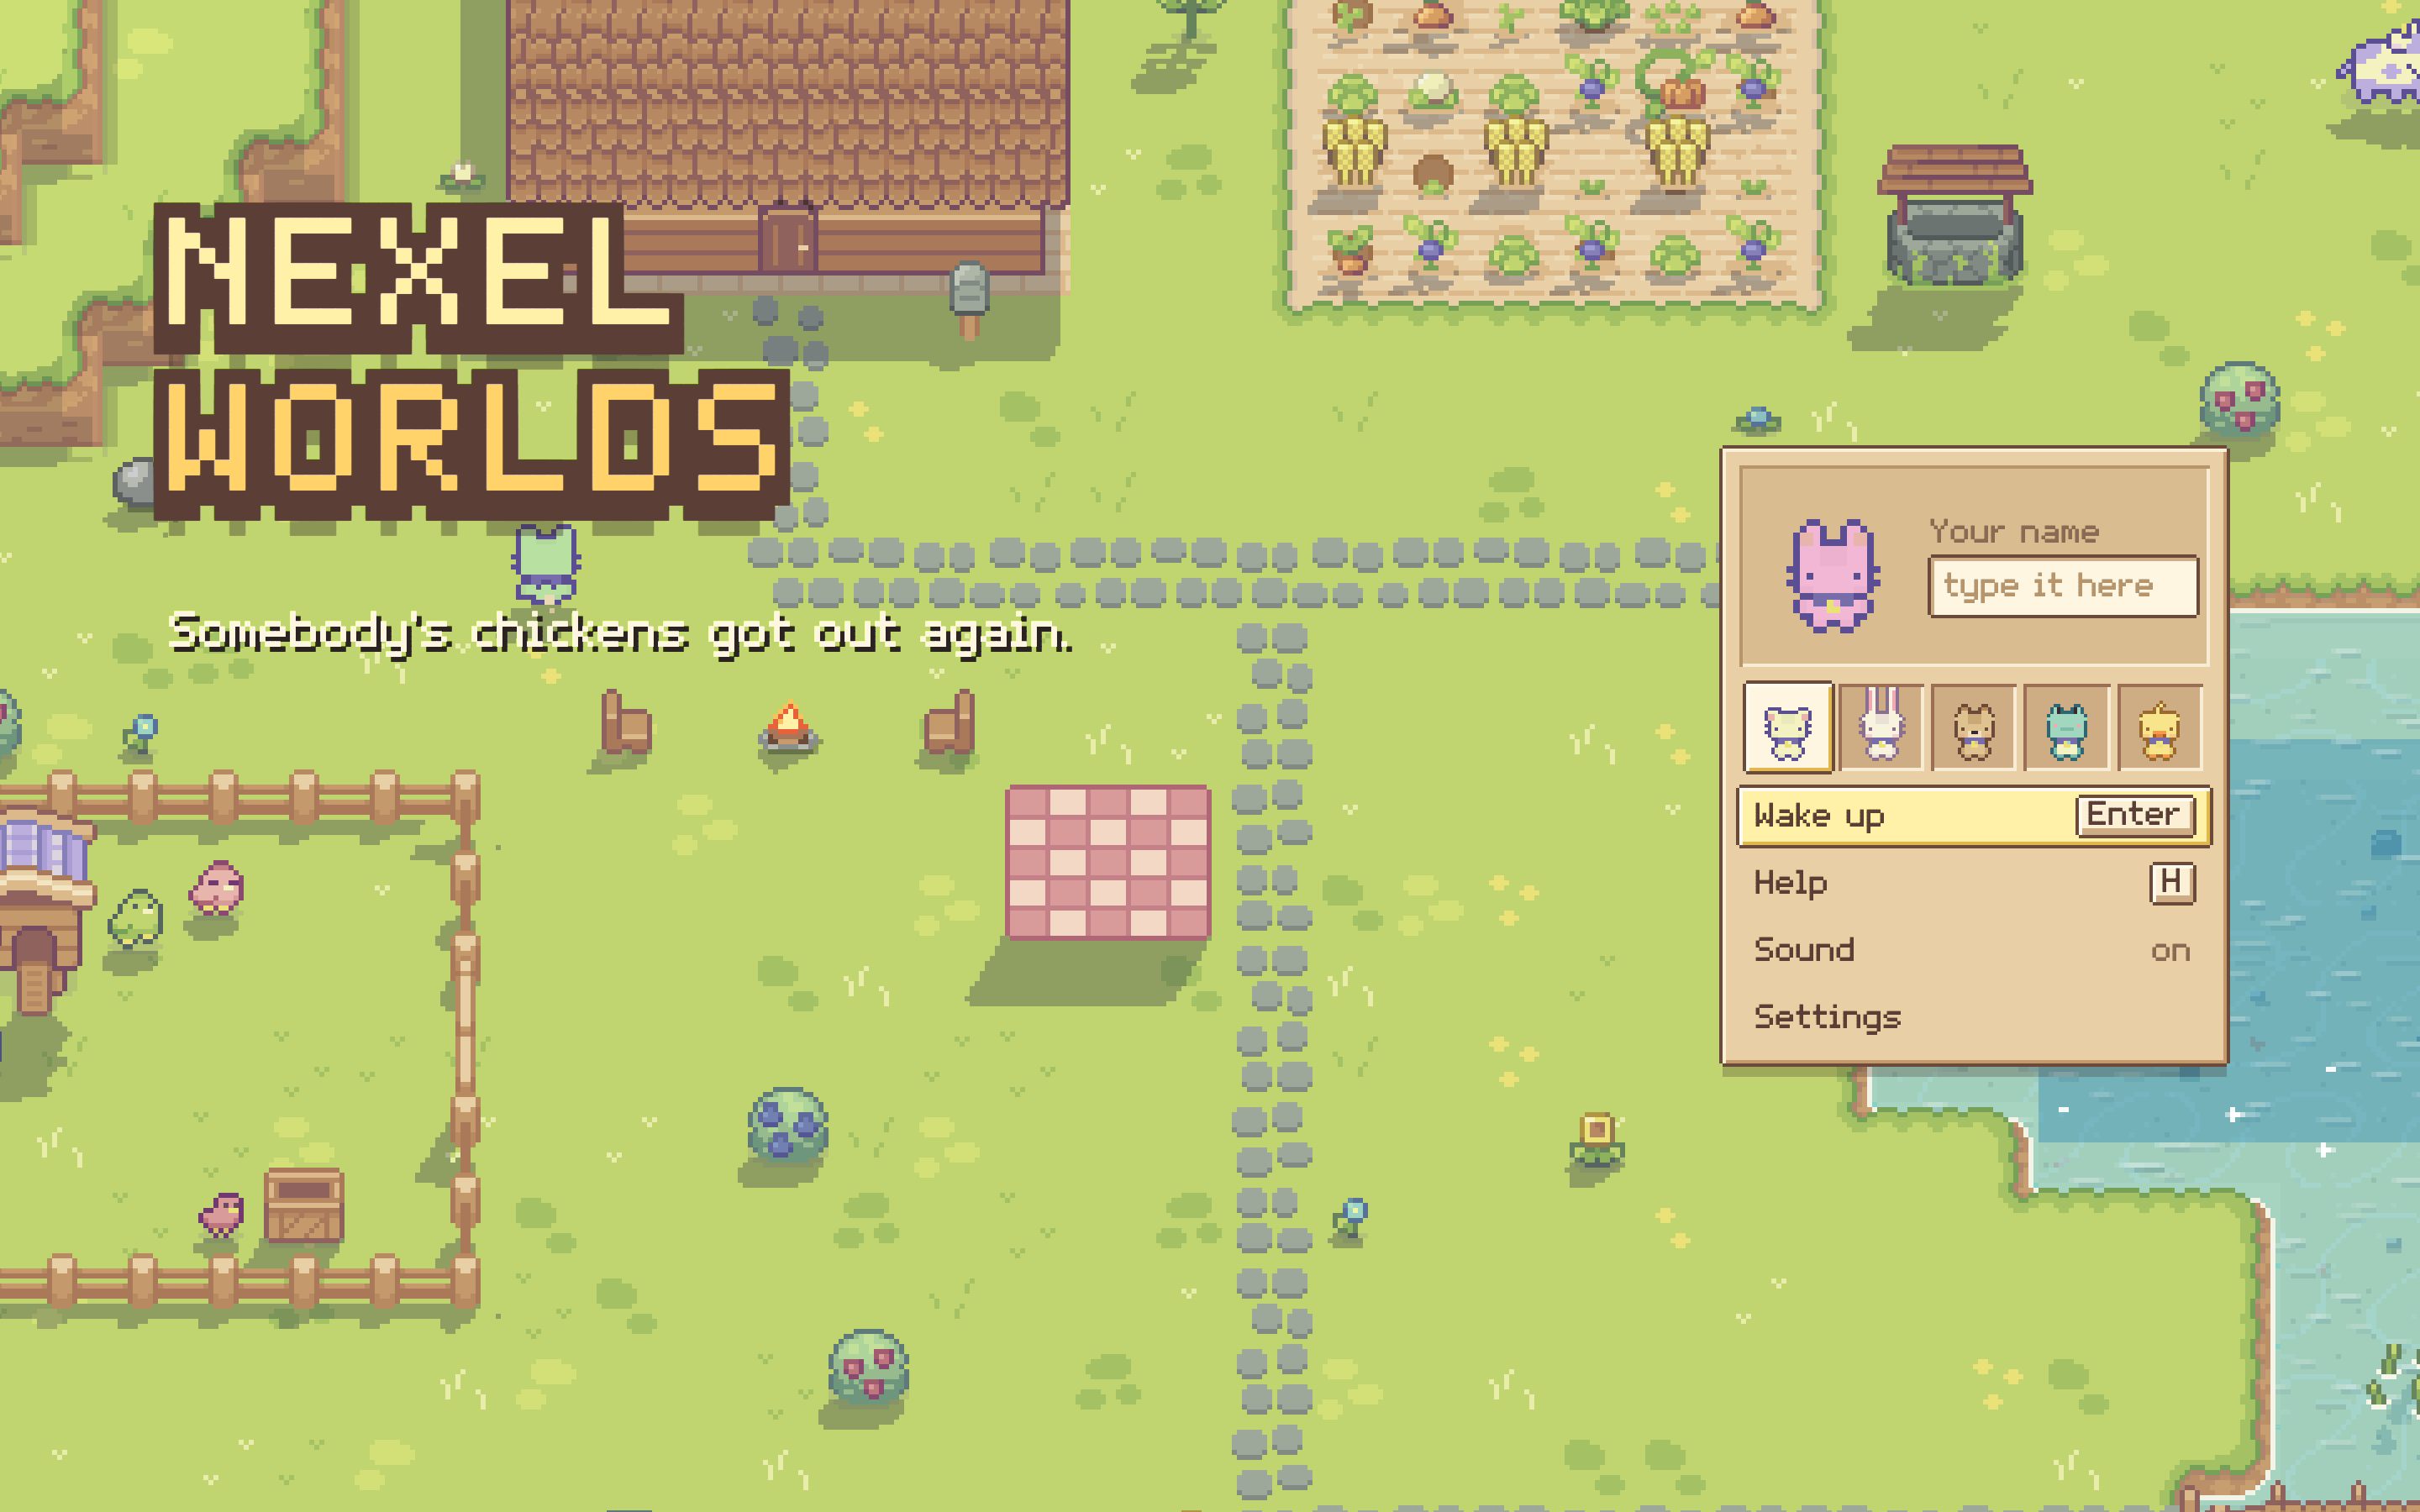 NEXEL
WORLDS
Somebody's chickens got out again.
Your name
type it here
Wake up Enter
Help H
Sound on
Settings